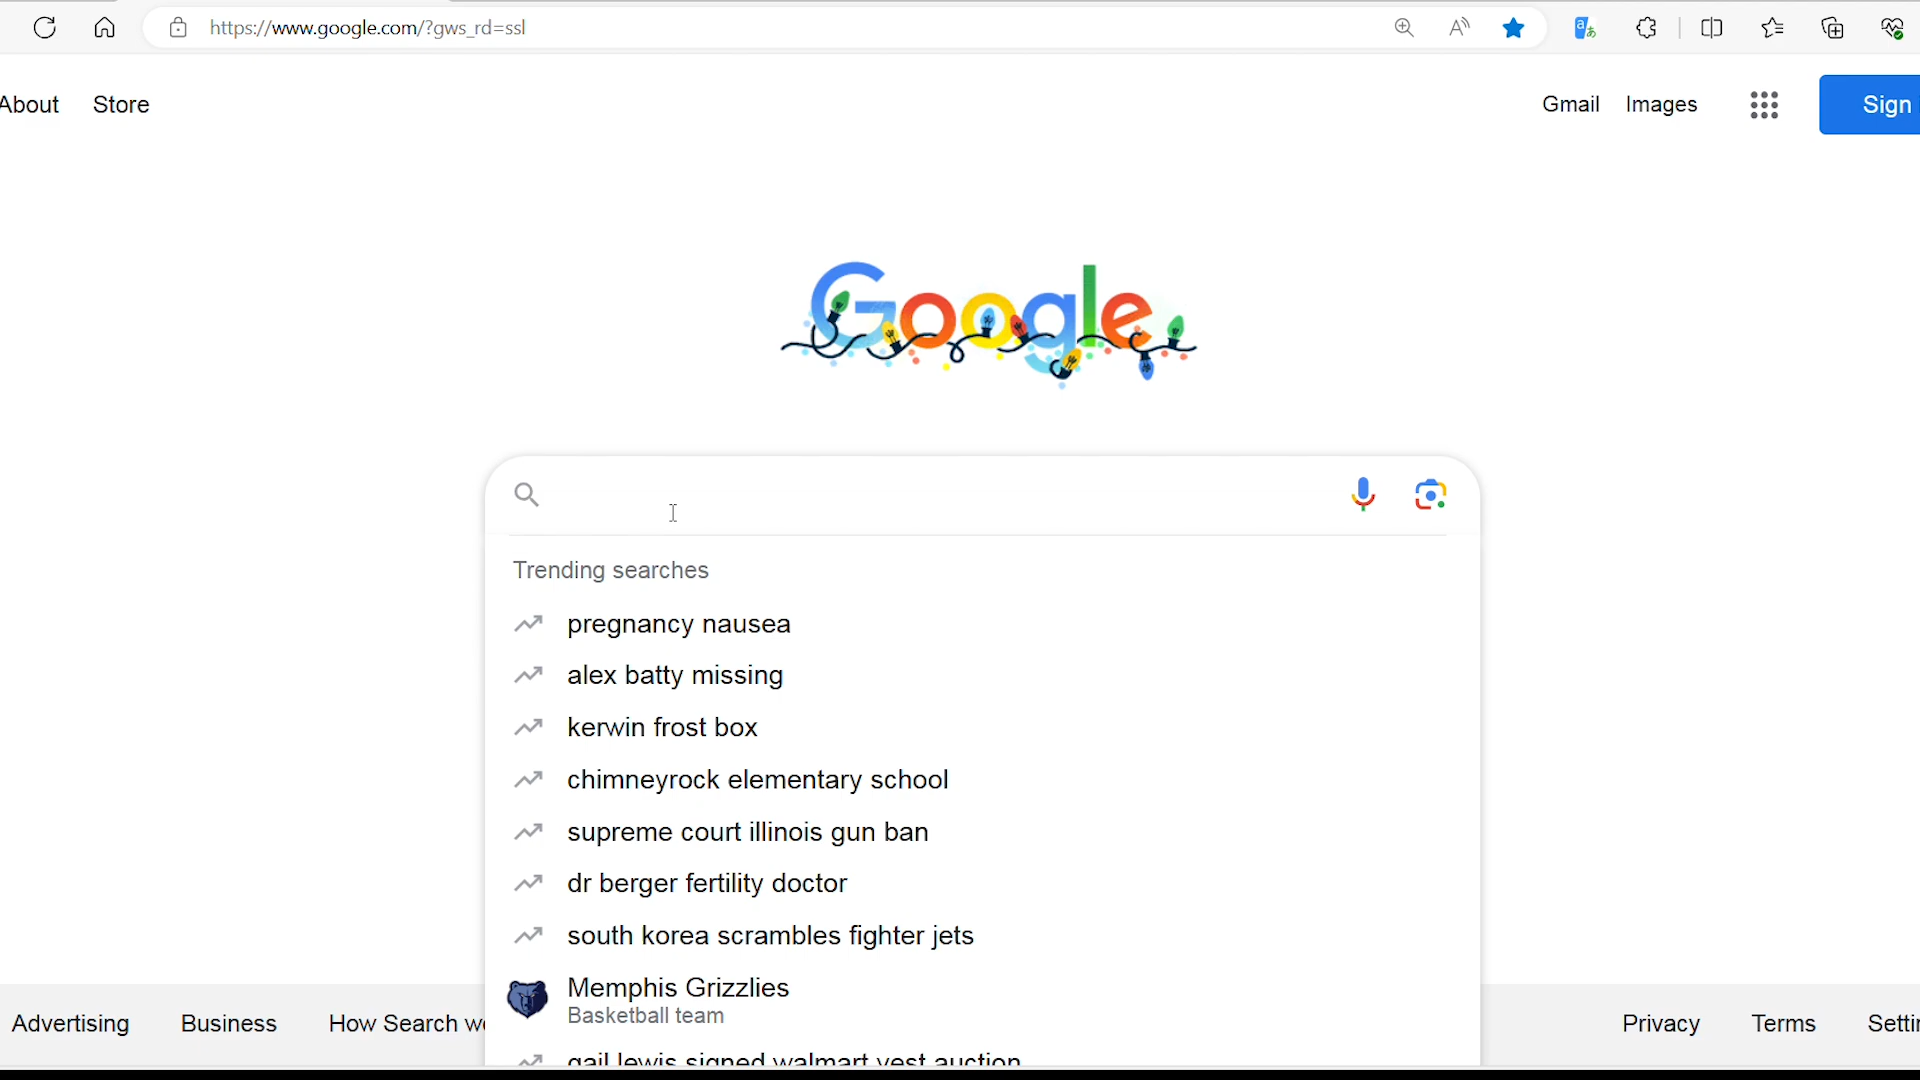 https://www.google.com/?gws_rd=ssl
About Store Gmail Images Sign
Google
Trending searches
pregnancy nausea
alex batty missing
kerwin frost box
chimneyrock elementary school
supreme court illinois gun ban
dr berger fertility doctor
south korea scrambles fighter jets
Memphis Grizzlies
Basketball team
Advertising Business How Search Privacy Terms
gail lewis signed walmart vest auction